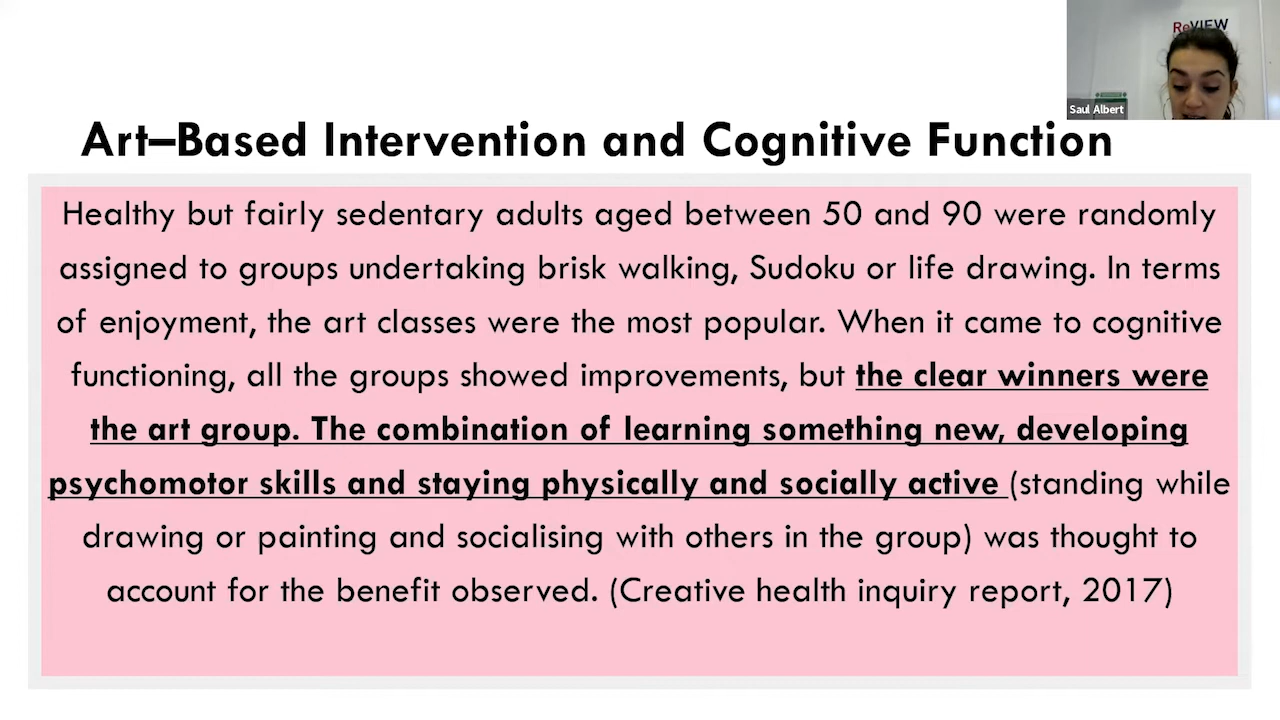 ReVIEW
Saul Albert
Art–Based Intervention and Cognitive Function
Healthy but fairly sedentary adults aged between 50 and 90 were randomly
assigned to groups undertaking brisk walking, Sudoku or life drawing. In terms
of enjoyment, the art classes were the most popular. When it came to cognitive
functioning, all the groups showed improvements, but the clear winners were
the art group. The combination of learning something new, developing
psychomotor skills and staying physically and socially active (standing while
drawing or painting and socialising with others in the group) was thought to
account for the benefit observed. (Creative health inquiry report, 2017)